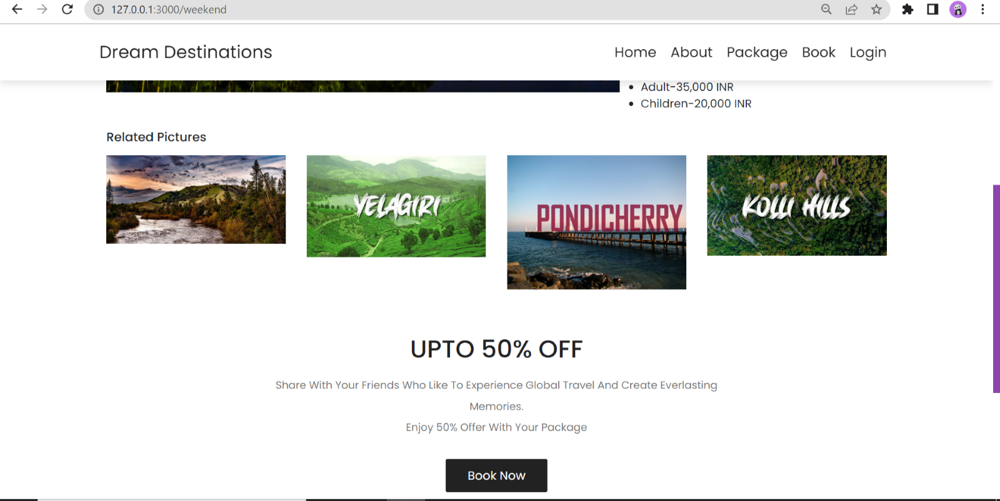 127.0.0.1:3000/weekend
Dream Destinations
Home About Package Book Login
Adult-35,000 INR
Children-20,000 INR
Related Pictures
YELAGIRI
PONDICHERRY
KOLLI HILLS
UPTO 50% OFF
Share With Your Friends Who Like To Experience Global Travel And Create Everlasting
Memories.
Enjoy 50% Offer With Your Package
Book Now